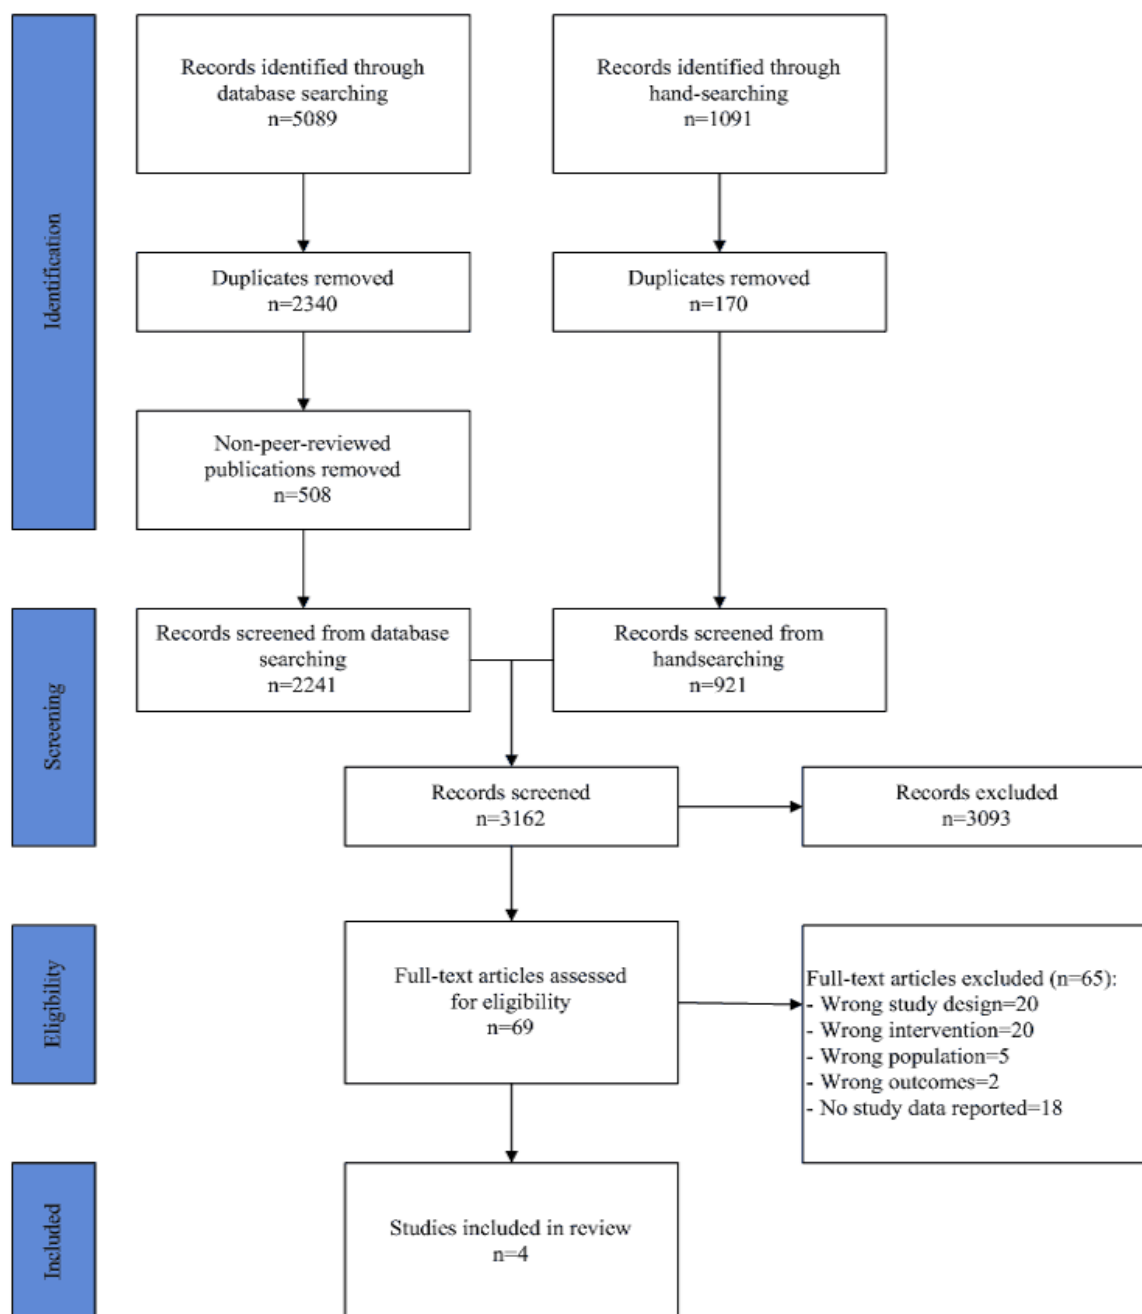 Identification
Records identified through
database searching
n=5089
Records identified through
hand-searching
n=1091
Duplicates removed
n=2340
Duplicates removed
n=170
Non-peer-reviewed
publications removed
n=508
Screening
Records screened from database
searching
n=2241
Records screened from
handsearching
n=921
Records screened
n=3162
Records excluded
n=3093
Eligibility
Full-text articles assessed
for eligibility
n=69
Full-text articles excluded (n=65):
- Wrong study design=20
- Wrong intervention=20
- Wrong population=5
- Wrong outcomes=2
- No study data reported=18
Included
Studies included in review
n=4